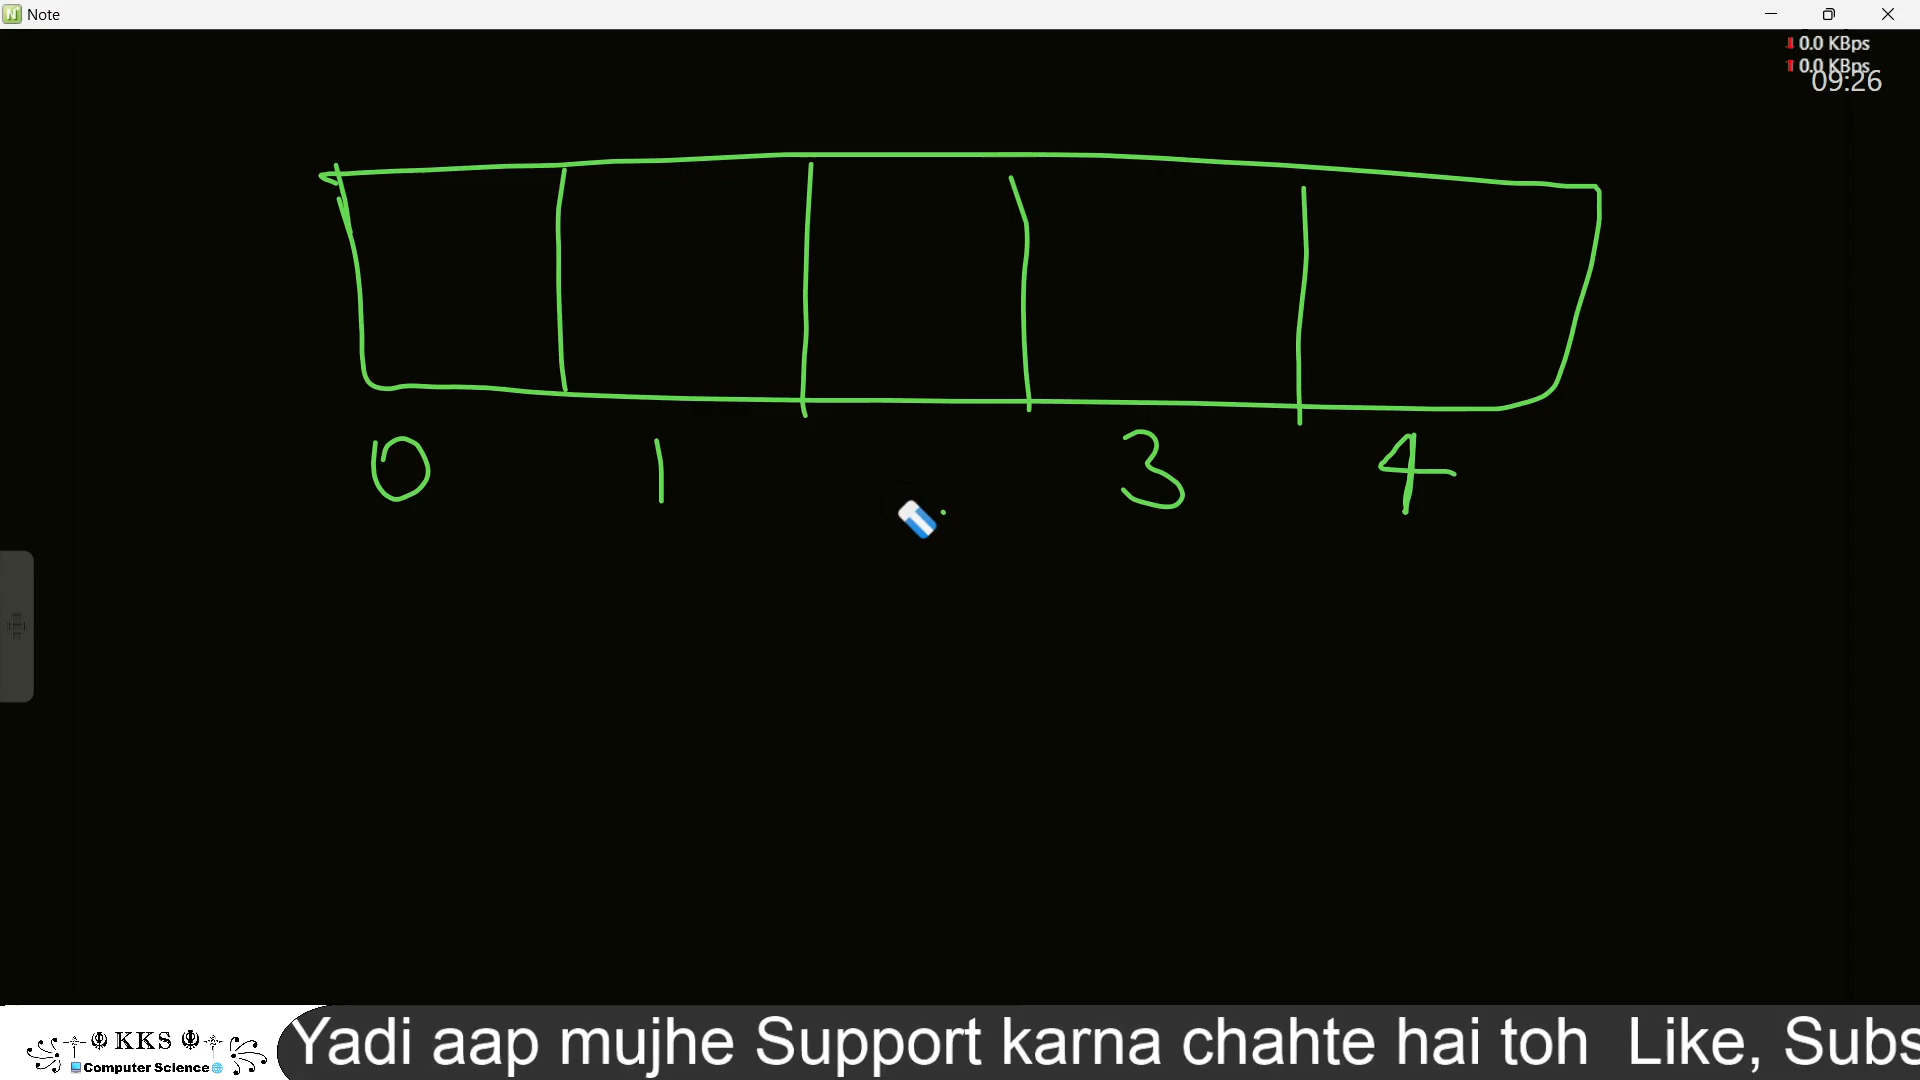 Note
0.0 KBps
0.0 KBps
09:26
0 1 3 4
KKS
Computer Science
Yadi aap mujhe Support karna chahte hai toh Like, Subs